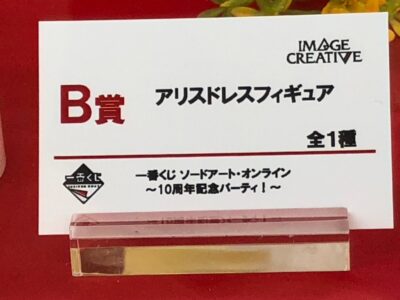 IMAGE
CREATIVE
B賞 アリスドレスフィギュア
全1種
一番くじ
一番くじ ソードアート・オンライン
〜10周年記念パーティ！〜